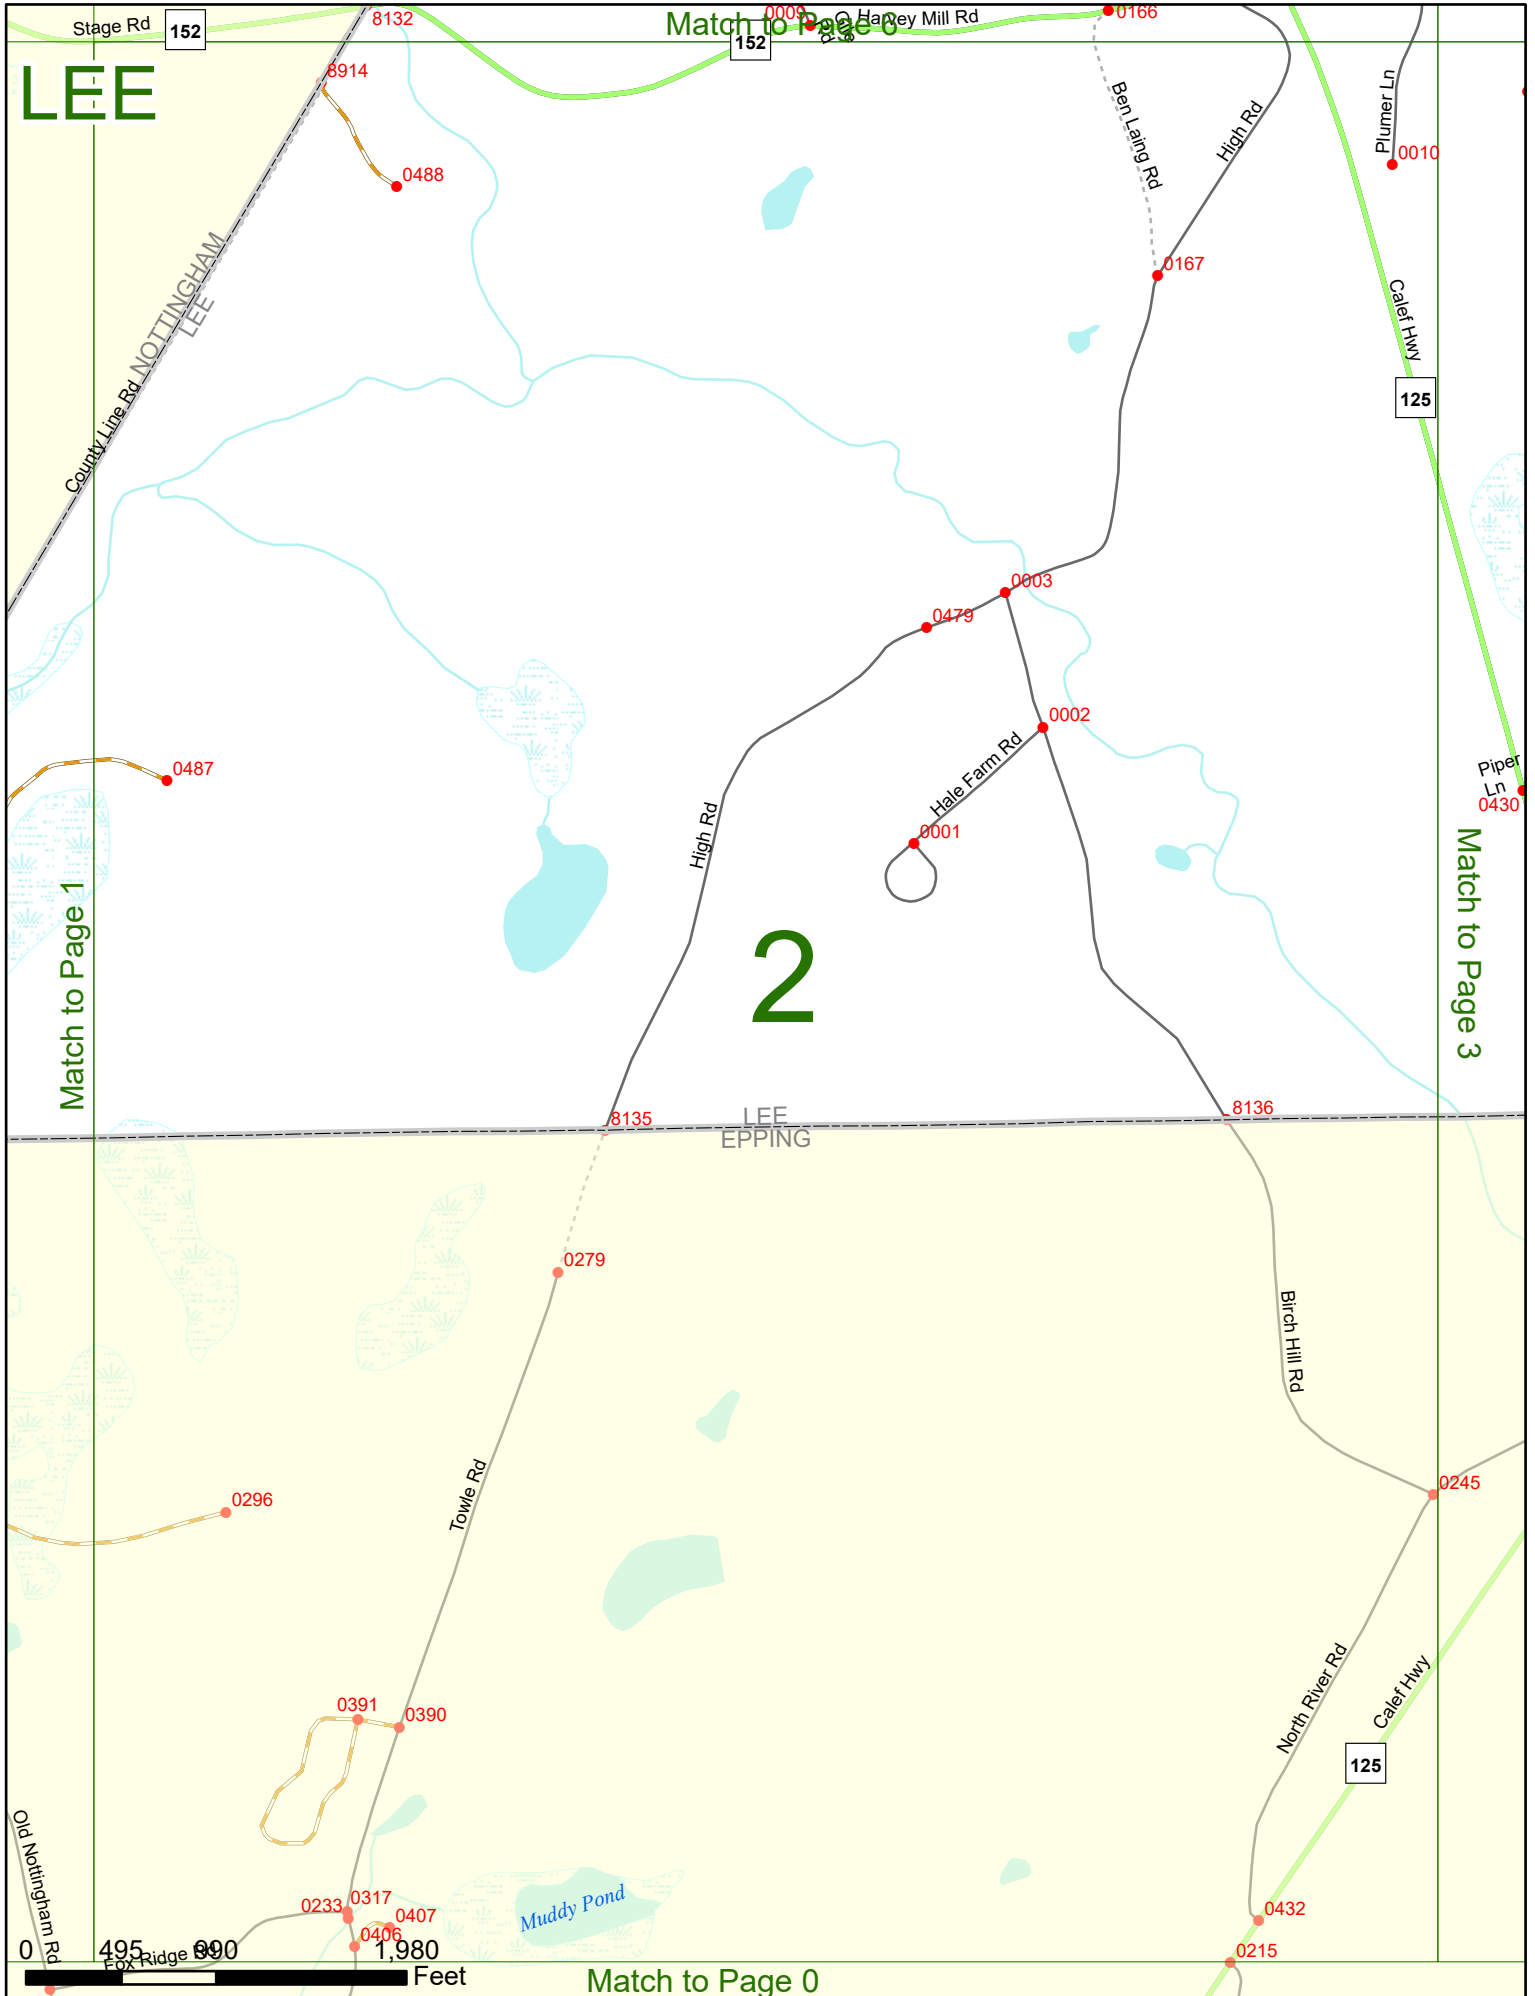 Stage Rd
152
8132
0009
Gile Rd
Harvey Mill Rd
Match to Page 6
152
0166
LEE
8914
0488
Ben Laing Rd
High Rd
Plumer Ln
0010
NOTTINGHAM
LEE
County Line Rd
0167
Calef Hwy
125
0003
0479
0002
0487
Hale Farm Rd
Piper
Ln
0430
High Rd
0001
Match to Page 1
2
Match to Page 3
8135
LEE
EPPING
8136
0279
Birch Hill Rd
Towle Rd
0296
0245
North River Rd
Calef Hwy
125
0391
0390
Old Nottingham Rd
0233
0317
0407
0406
Muddy Pond
0432
0215
Fox Ridge Rd
0 495 990 1,980
Feet
Match to Page 0